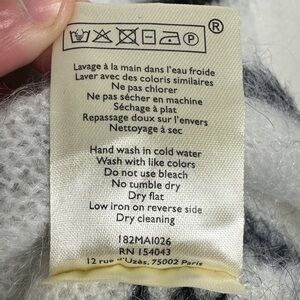 ®
P
Lavage à la main dans l'eau froide
Laver avec des coloris similaires
Ne pas chlorer
Ne pas sécher en machine
Séchage à plat
Repassage doux sur l'envers
Nettoyage à sec
Hand wash in cold water
Wash with like colors
Do not use bleach
No tumble dry
Dry flat
Low iron on reverse side
Dry cleaning
182MAI026
RN 154043
12 rue d'Uzès, 75002 Paris